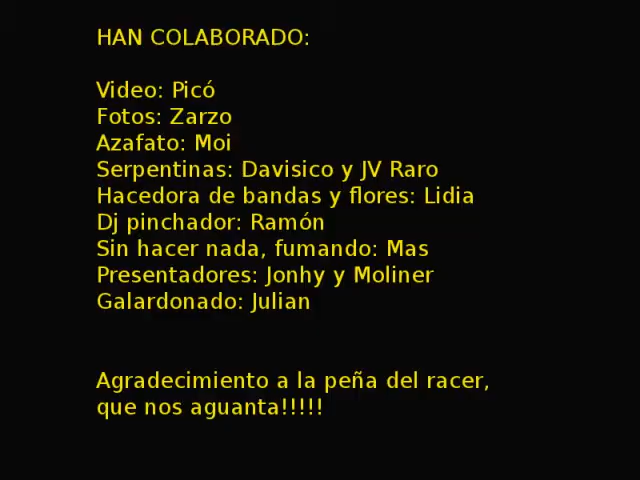 HAN COLABORADO:
Video: Picó
Fotos: Zarzo
Azafato: Moi
Serpentinas: Davisico y JV Raro
Hacedora de bandas y flores: Lidia
Dj pinchador: Ramón
Sin hacer nada, fumando: Mas
Presentadores: Jonhy y Moliner
Galardonado: Julian
Agradecimiento a la peña del racer,
que nos aguanta!!!!!